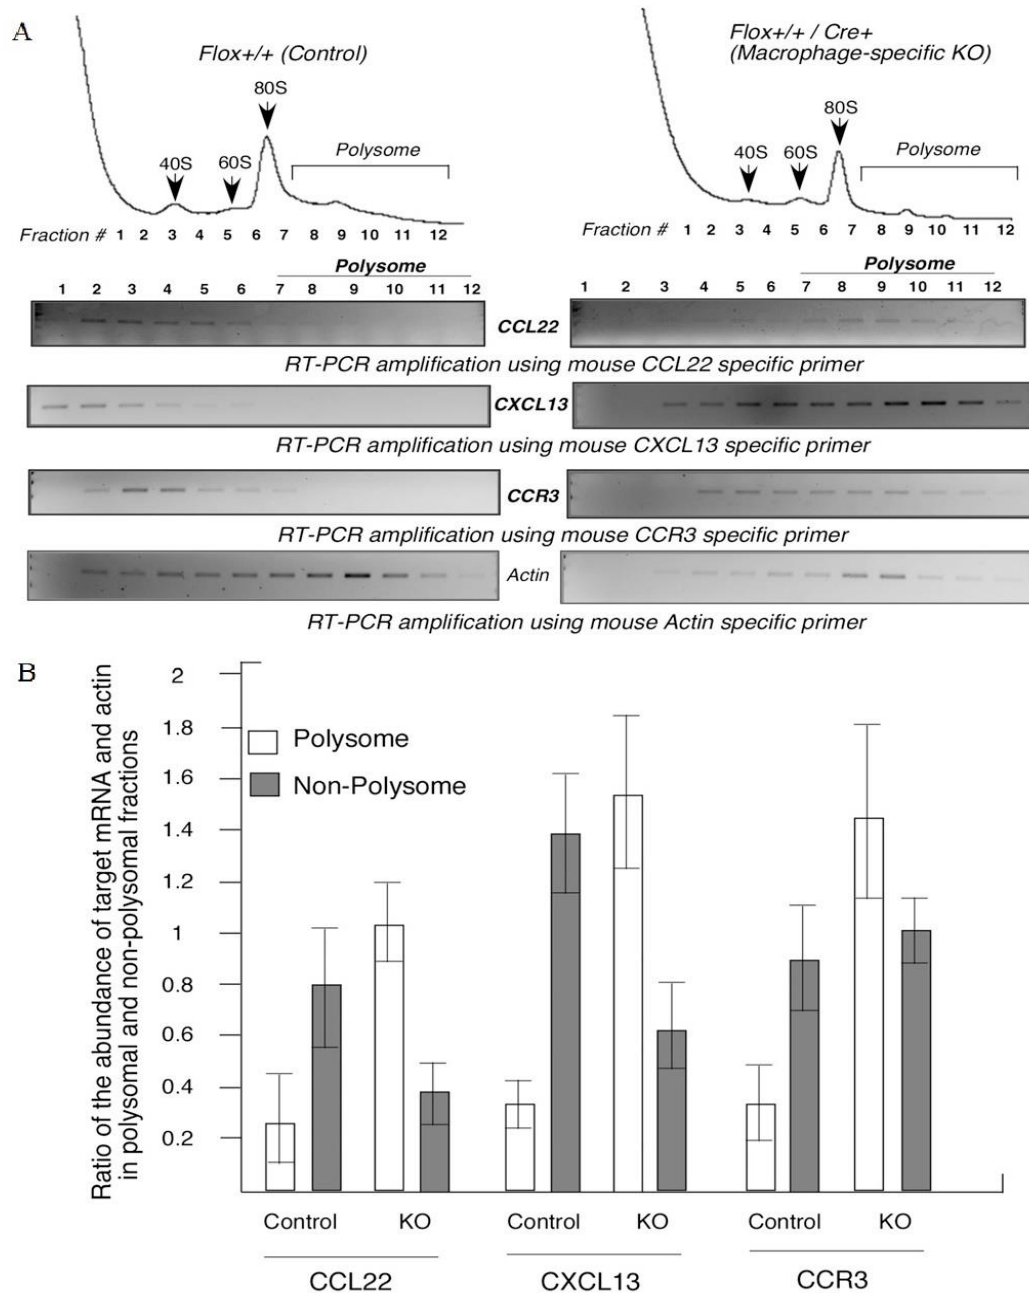 A
Flox+/+ (Control)
80S
40S
60S
Polysome
Fraction # 1 2 3 4 5 6 7 8 9 10 11 12
Flox+/+ / Cre+
(Macrophage-specific KO)
80S
40S
60S
Polysome
Fraction # 1 2 3 4 5 6 7 8 9 10 11 12
Polysome
1 2 3 4 5 6 7 8 9 10 11 12
Polysome
1 2 3 4 5 6 7 8 9 10 11 12
CCL22
RT-PCR amplification using mouse CCL22 specific primer
CXCL13
RT-PCR amplification using mouse CXCL13 specific primer
CCR3
RT-PCR amplification using mouse CCR3 specific primer
Actin
RT-PCR amplification using mouse Actin specific primer
B
Ratio of the abundance of target mRNA and actin
in polysomal and non-polysomal fractions
2
1.8
1.6
1.4
1.2
1
0.8
0.6
0.4
0.2
Polysome
Non-Polysome
Control KO Control KO Control KO
CCL22 CXCL13 CCR3